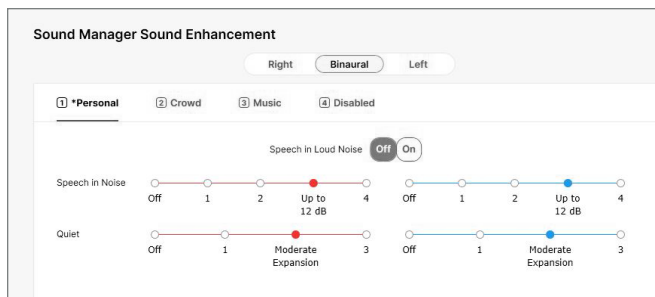 Sound Manager Sound Enhancement
Right Binaural Left
1 *Personal 2 Crowd 3 Music 4 Disabled
Speech in Loud Noise Off On
Speech in Noise
Off 1 2 Up to 12 dB 4 Off 1 2 Up to 12 dB 4
Quiet
Off 1 Moderate Expansion 3 Off 1 Moderate Expansion 3